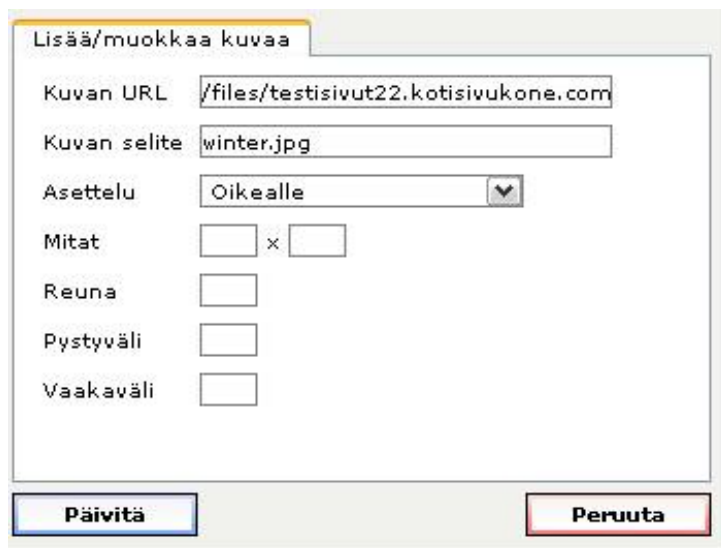 Lisää/muokkaa kuvaa
Kuvan URL /files/testisivut22.kotisivukone.com
Kuvan selite winter.jpg
Asettelu Oikealle
Mitat x
Reuna
Pystyväli
Vaakaväli
Päivitä Peruuta